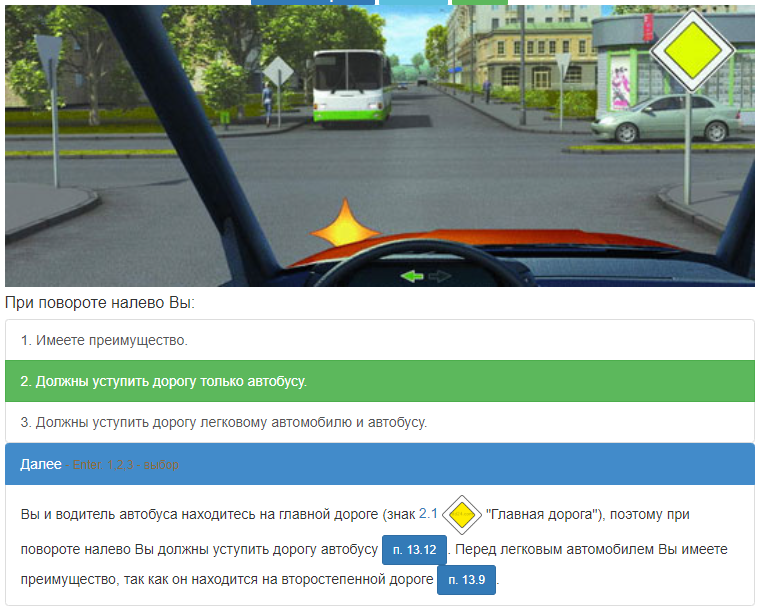 При повороте налево Вы:
1. Имеете преимущество.
2. Должны уступить дорогу только автобусу.
3. Должны уступить дорогу легковому автомобилю и автобусу.
Далее - Enter, 1,2,3 - выбор
Вы и водитель автобуса находитесь на главной дороге (знак 2.1 "Главная дорога"), поэтому при
повороте налево Вы должны уступить дорогу автобусу п. 13.12. Перед легковым автомобилем Вы имеете
преимущество, так как он находится на второстепенной дороге п. 13.9.